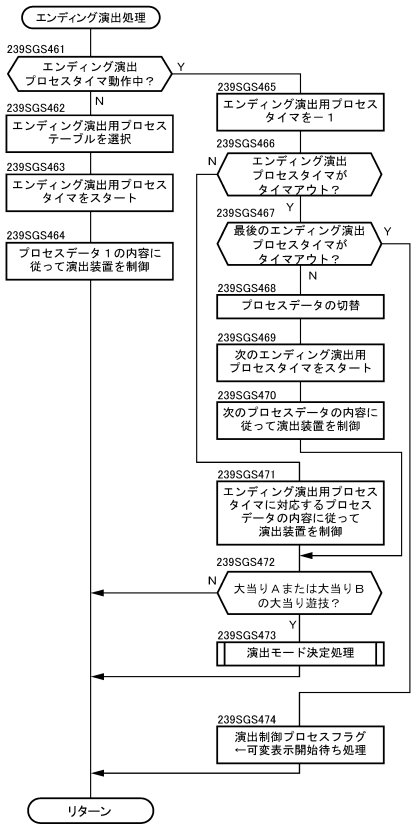 エンディング演出処理
239SGS461
エンディング演出
プロセスタイマ動作中？
Y
N
239SGS462
エンディング演出用プロセス
テーブルを選択
239SGS463
エンディング演出用プロセス
タイマをスタート
239SGS464
プロセスデータ１の内容に
従って演出装置を制御
239SGS465
エンディング演出用プロセス
タイマを－１
239SGS466
エンディング演出
プロセスタイマが
タイムアウト？
N
Y
239SGS467
最後のエンディング演出
プロセスタイマが
タイムアウト？
Y
N
239SGS468
プロセスデータの切替
239SGS469
次のエンディング演出用
プロセスタイマをスタート
239SGS470
次のプロセスデータの内容に
従って演出装置を制御
239SGS471
エンディング演出用プロセス
タイマに対応するプロセス
データの内容に従って
演出装置を制御
239SGS472
大当りＡまたは大当りＢ
の大当り遊技？
N
Y
239SGS473
演出モード決定処理
239SGS474
演出制御プロセスフラグ
←可変表示開始待ち処理
リターン